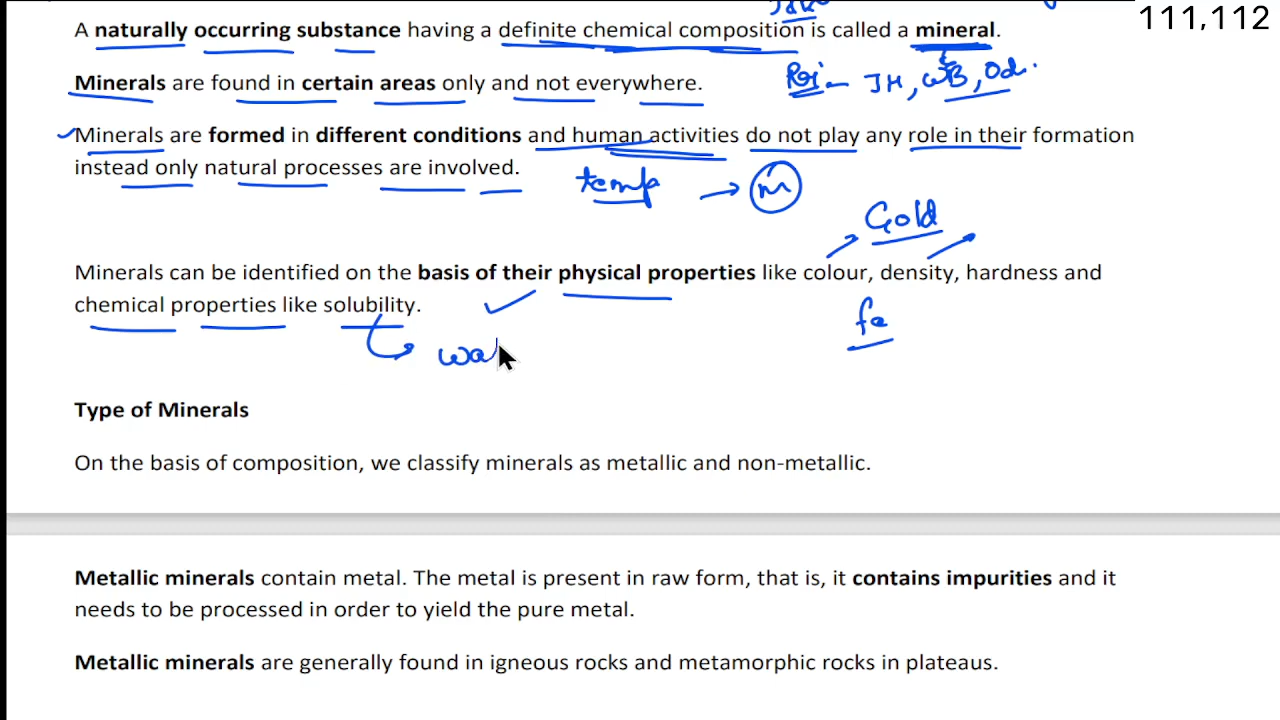 111,112
A naturally occurring substance having a definite chemical composition is called a mineral.
JH, WB, Od.
Minerals are found in certain areas only and not everywhere.
Minerals are formed in different conditions and human activities do not play any role in their formation
instead only natural processes are involved.
temp → m
Gold
Minerals can be identified on the basis of their physical properties like colour, density, hardness and
chemical properties like solubility.
fe
wa
Type of Minerals
On the basis of composition, we classify minerals as metallic and non-metallic.
Metallic minerals contain metal. The metal is present in raw form, that is, it contains impurities and it
needs to be processed in order to yield the pure metal.
Metallic minerals are generally found in igneous rocks and metamorphic rocks in plateaus.